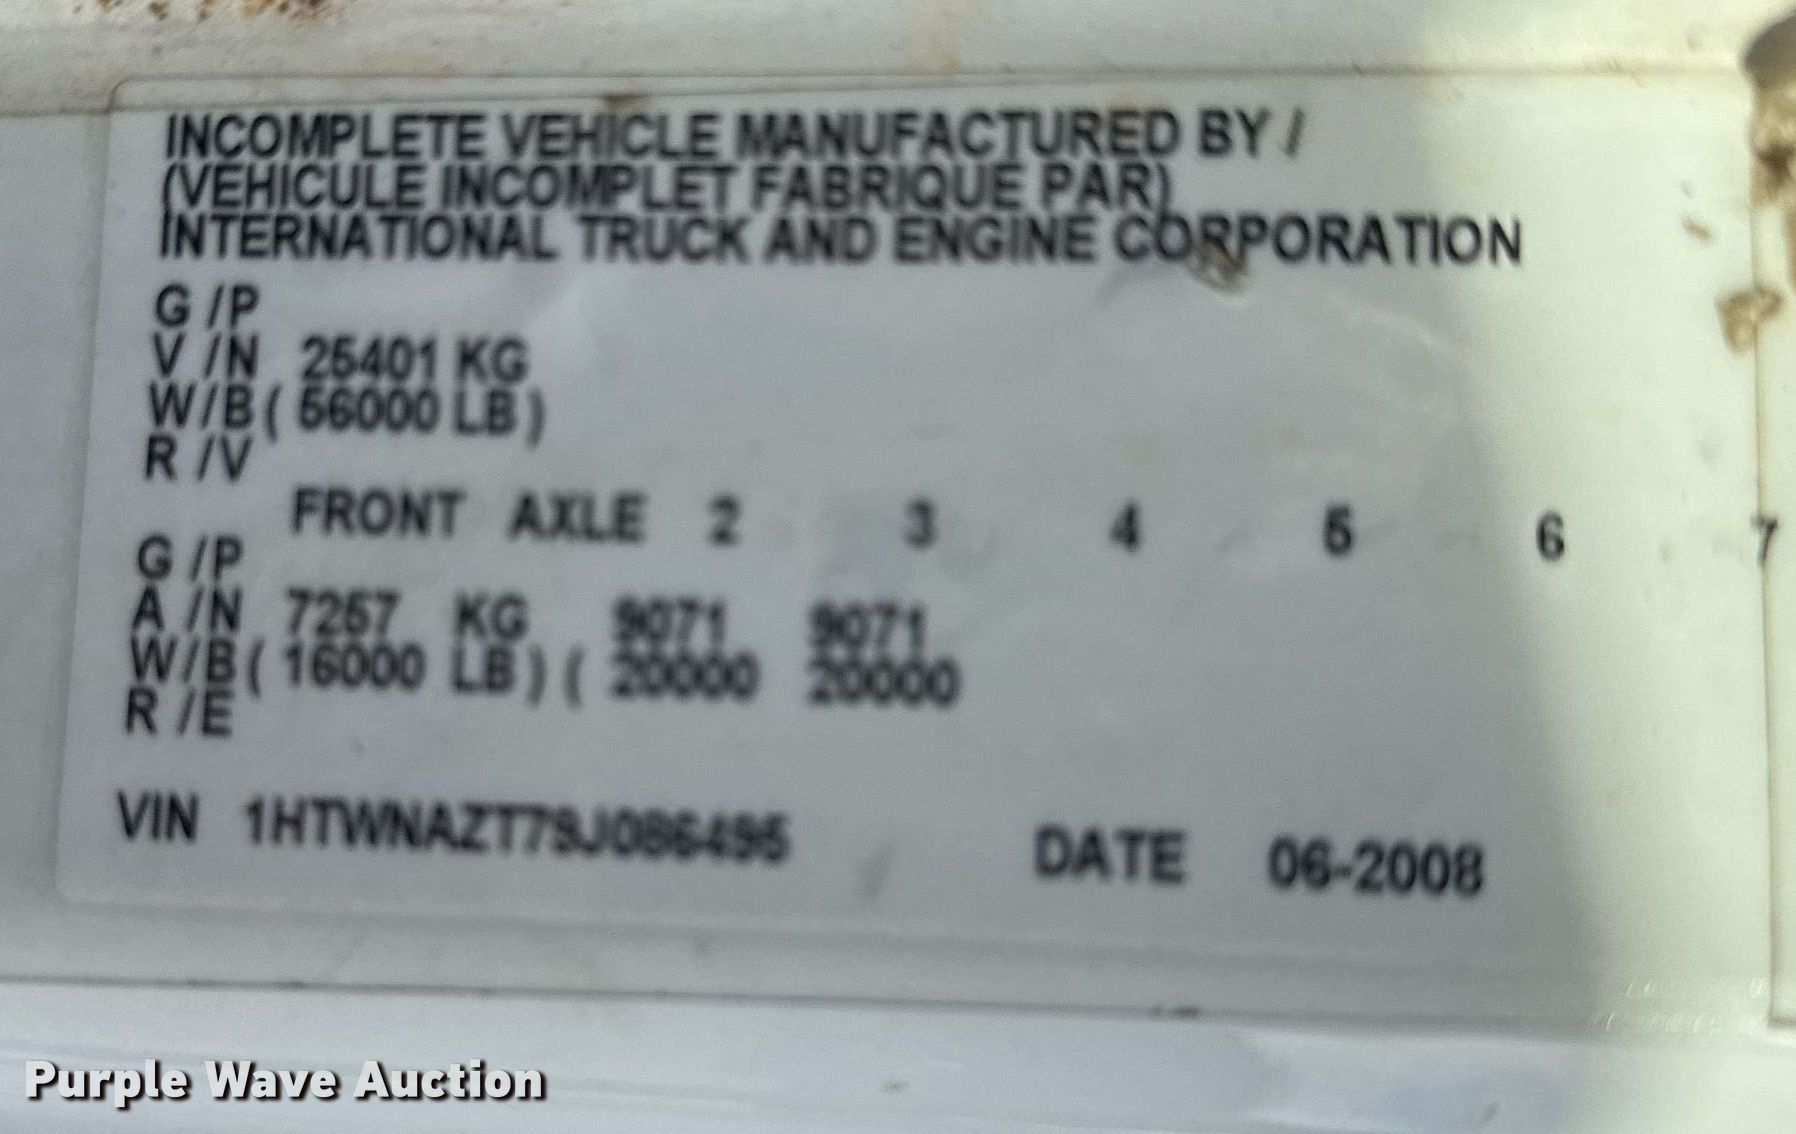 INCOMPLETE VEHICLE MANUFACTURED BY /
(VEHICULE INCOMPLET FABRIQUE PAR)
INTERNATIONAL TRUCK AND ENGINE CORPORATION
G /P
V /N 25401 KG
W/B ( 56000 LB )
R /V
FRONT AXLE 2 3 4 5 6 7
G /P
A /N 7257 KG 9071 9071
W/B ( 16000 LB ) ( 20000 20000
R /E
VIN 1HTWNAZT79J086495 DATE 06-2008
Purple Wave Auction